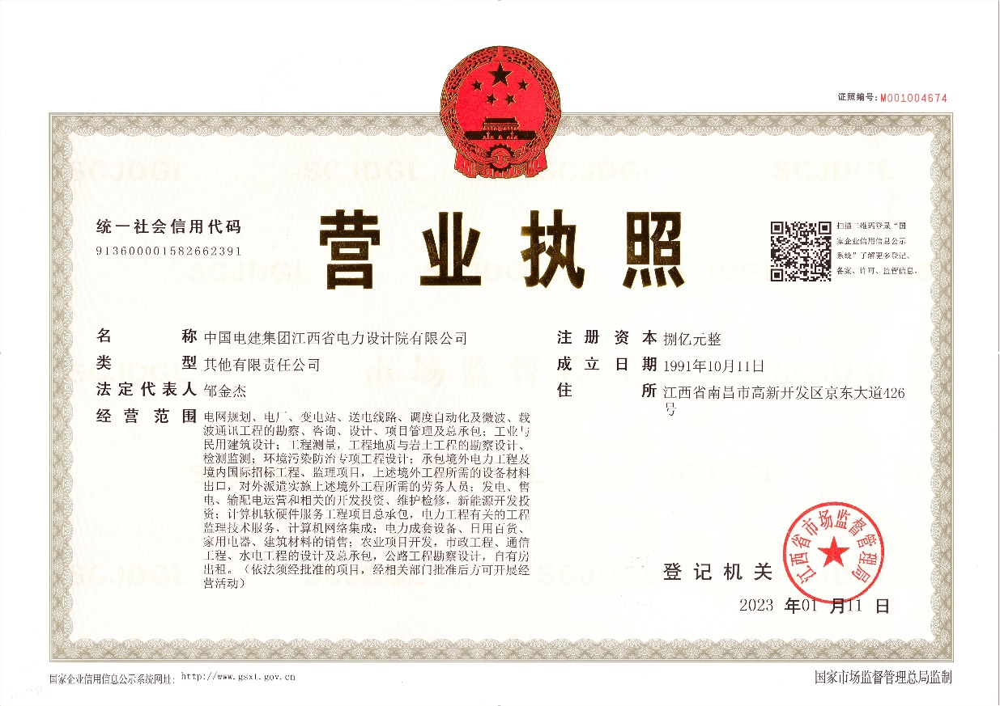 证照编号:M001004674
统一社会信用代码
913600001582662391
营业执照
扫描二维码登录“国
家企业信用信息公示
系统”了解更多登记、
备案、许可、监管信息。
名称 中国电建集团江西省电力设计院有限公司
类型 其他有限责任公司
法定代表人 邹金杰
经营范围 电网规划、电厂、变电站、送电线路、调度自动化及微波、载
波通讯工程的勘察、咨询、设计、项目管理及总承包；工业与
民用建筑设计；工程测量，工程地质与岩土工程的勘察设计、
检测监测；环境污染防治专项工程设计；承包境外电力工程及
境内国际招标工程、监理项目，上述境外工程所需的设备材料
出口，对外派遣实施上述境外工程所需的劳务人员；发电、售
电、输配电运营和相关的开发投资、维护检修，新能源开发投
资；计算机软硬件服务工程项目总承包，电力工程有关的工程
监理技术服务，计算机网络集成；电力成套设备、日用百货、
家用电器、建筑材料的销售；农业项目开发，市政工程、通信
工程、水电工程的设计及总承包，公路工程勘察设计，自有房
出租。（依法须经批准的项目，经相关部门批准后方可开展经
营活动）
注册资本 捌亿元整
成立日期 1991年10月11日
住所 江西省南昌市高新开发区京东大道426
号
登记机关
江西省市场监督管理局
2023 年01 月11 日
国家企业信用信息公示系统网址：http://www.gsxt.gov.cn
国家市场监督管理总局监制